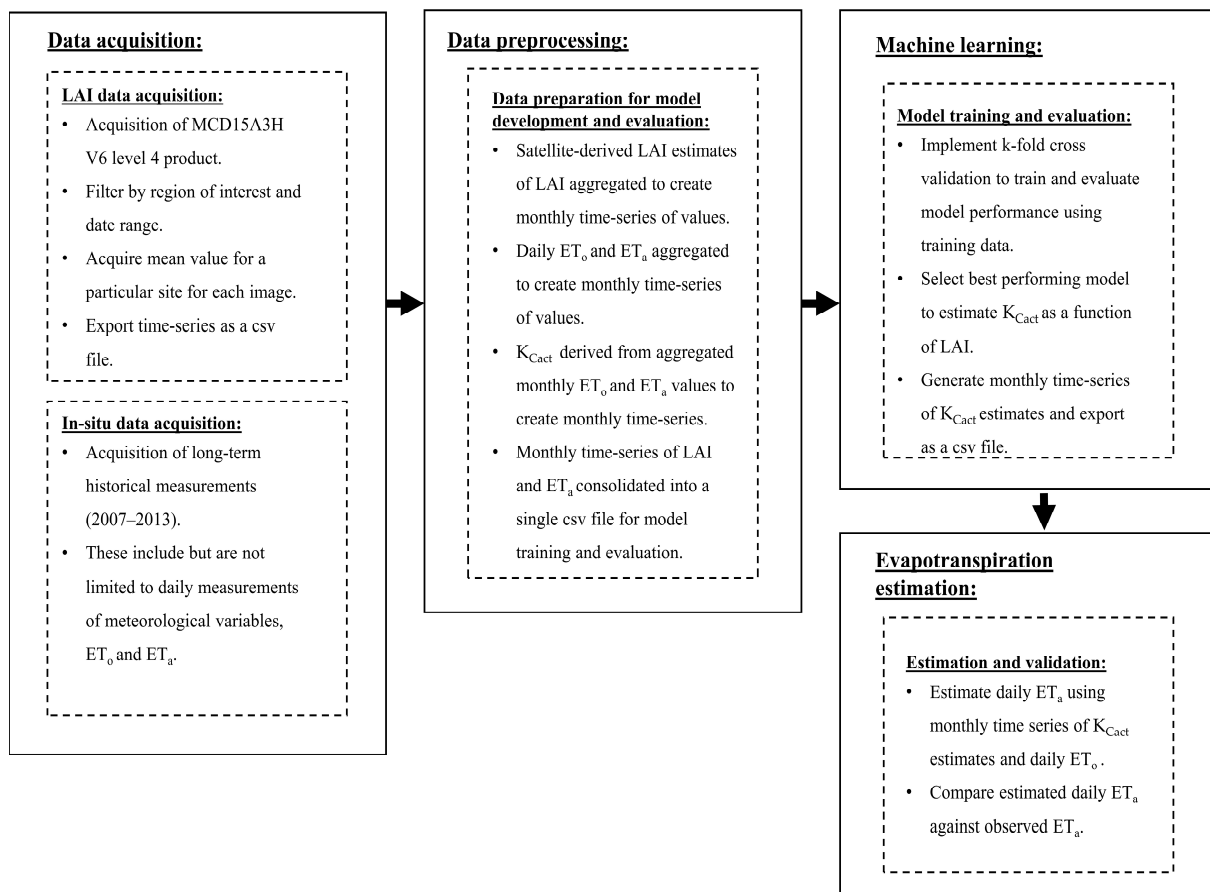 Data acquisition:
LAI data acquisition:
• Acquisition of MCD15A3H
V6 level 4 product.
• Filter by region of interest and
date range.
• Acquire mean value for a
particular site for each image.
• Export time-series as a csv
file.
In-situ data acquisition:
• Acquisition of long-term
historical measurements
(2007–2013).
• These include but are not
limited to daily measurements
of meteorological variables,
ETo and ETa.
Data preprocessing:
Data preparation for model
development and evaluation:
• Satellite-derived LAI estimates
of LAI aggregated to create
monthly time-series of values.
• Daily ETo and ETa aggregated
to create monthly time-series
of values.
• KCact derived from aggregated
monthly ETo and ETa values to
create monthly time-series.
• Monthly time-series of LAI
and ETa consolidated into a
single csv file for model
training and evaluation.
Machine learning:
Model training and evaluation:
• Implement k-fold cross
validation to train and evaluate
model performance using
training data.
• Select best performing model
to estimate KCact as a function
of LAI.
• Generate monthly time-series
of KCact estimates and export
as a csv file.
Evapotranspiration
estimation:
Estimation and validation:
• Estimate daily ETa using
monthly time series of KCact
estimates and daily ETo .
• Compare estimated daily ETa
against observed ETa.